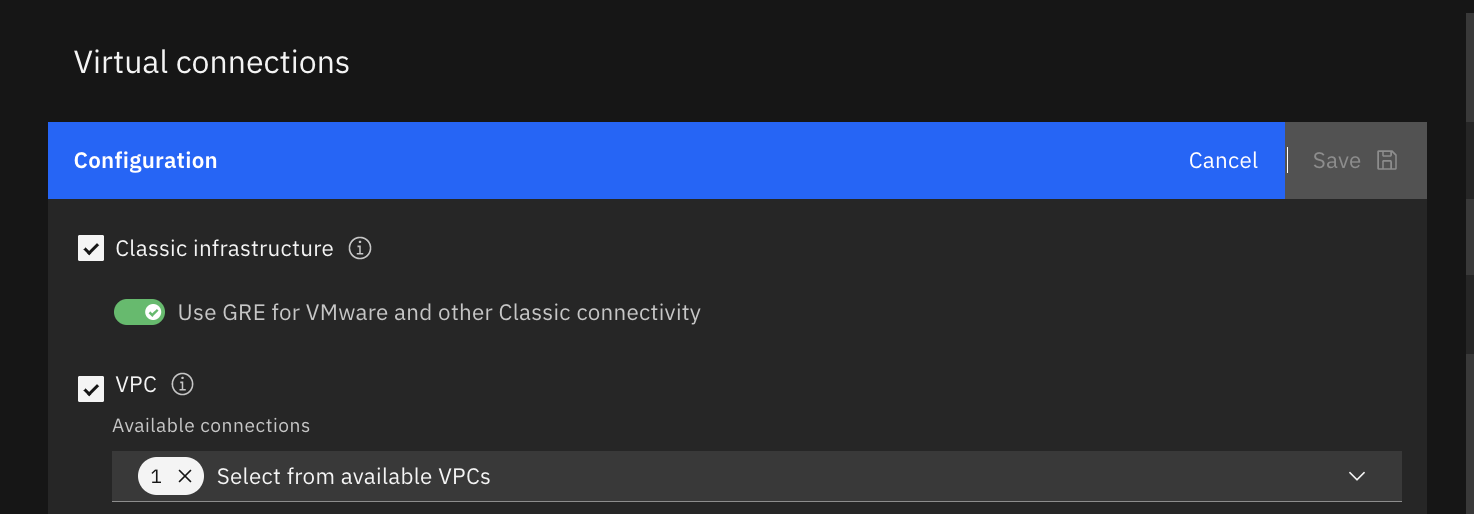 Virtual connections
Configuration Cancel Save
Classic infrastructure
Use GRE for VMware and other Classic connectivity
VPC
Available connections
1 Select from available VPCs